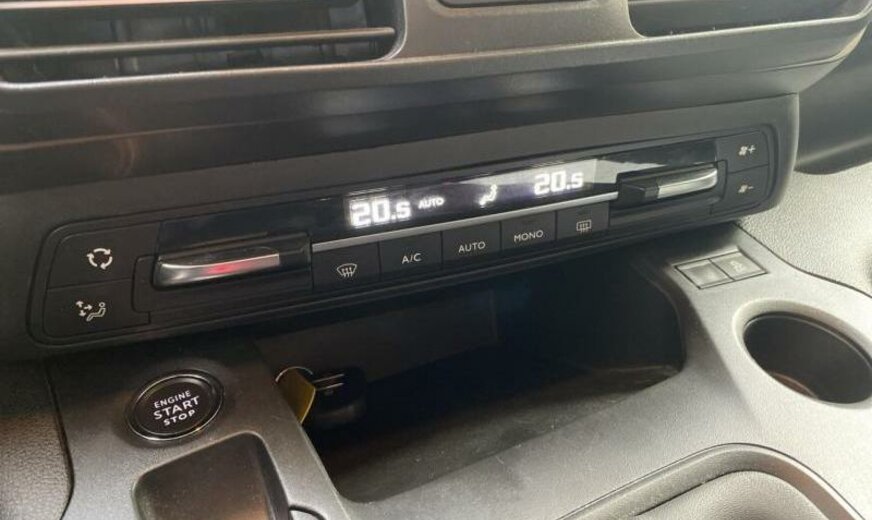 20.5 AUTO 20.5
A/C AUTO MONO
ENGINE
START
STOP